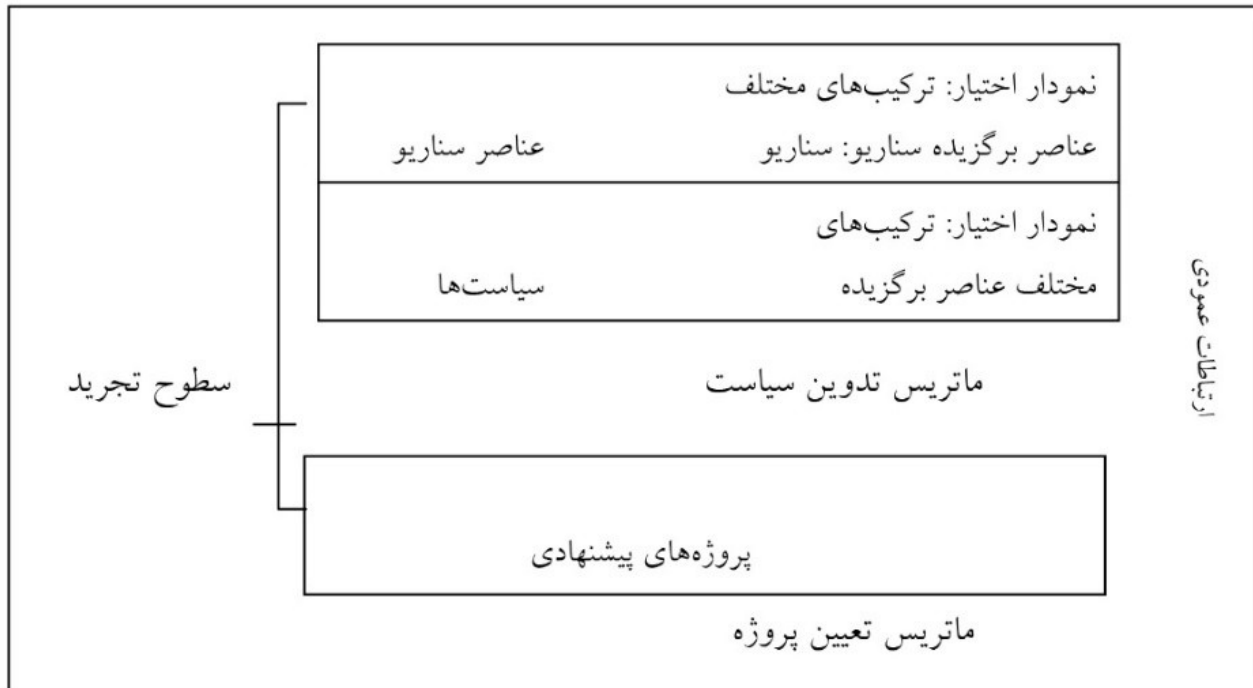 نمودار اختیار: ترکیب‌های مختلف
عناصر برگزیده سناریو: سناریو عناصر سناریو
نمودار اختیار: ترکیب‌های
مختلف عناصر برگزیده سیاست‌ها
ارتباطات عمودی
ماتریس تدوین سیاست
سطوح تجرید
پروژه‌های پیشنهادی
ماتریس تعیین پروژه